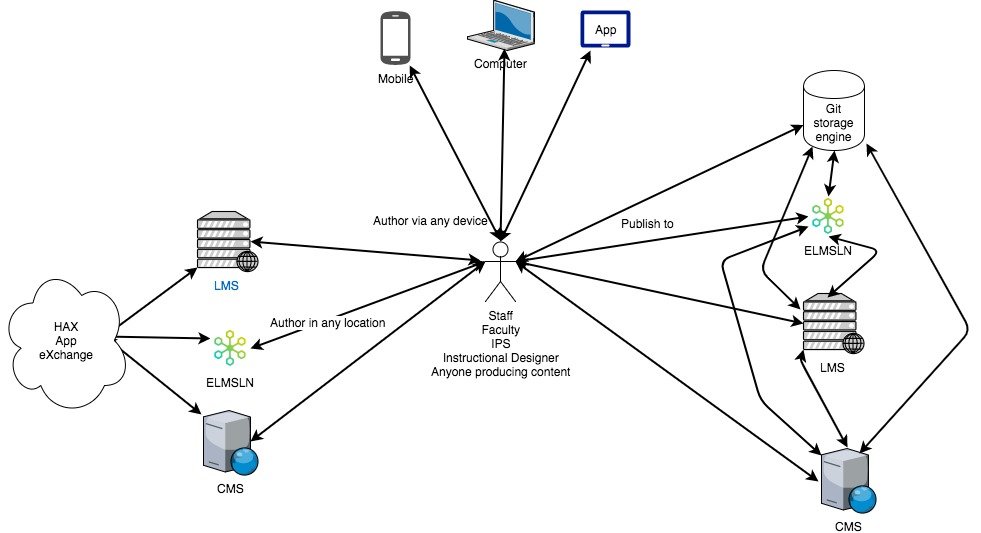 App
Computer
Mobile
Git
storage
engine
Author via any device
Publish to
ELMSLN
LMS
HAX
App
eXchange
Author in any location
Staff
Faculty
IPS
Instructional Designer
Anyone producing content
LMS
ELMSLN
CMS
CMS